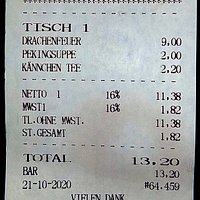 TISCH 1
DRACHENFEUER 9.00
PEKINGSUPPE 2.00
KÄNNCHEN TEE 2.20
NETTO 1 16% 11.38
MWST1 16% 1.82
TL.OHNE MWST. 11.38
ST.GESAMT 1.82
TOTAL 13.20
BAR 13.20
21-10-2020 #64.459
VIELEN DANK